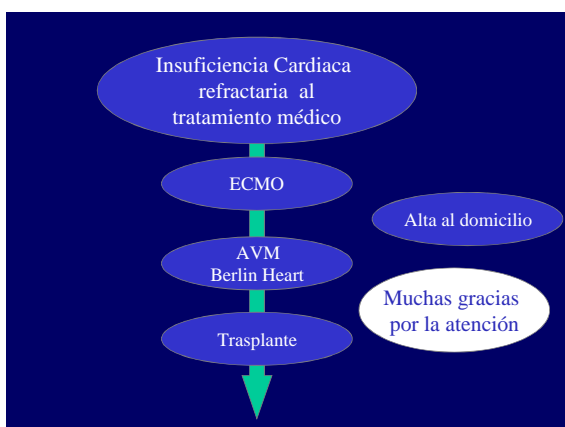 Insuficiencia Cardiaca
refractaria al
tratamiento médico
ECMO
Alta al domicilio
AVM
Berlin Heart
Muchas gracias
por la atención
Trasplante